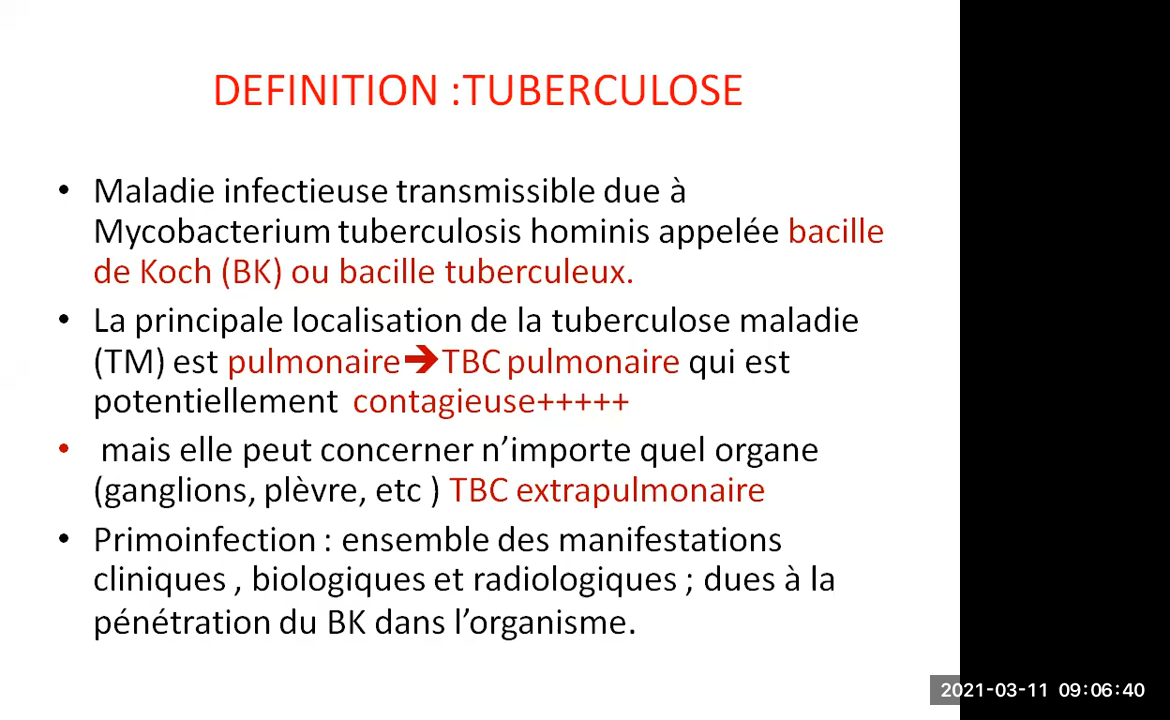 DEFINITION :TUBERCULOSE
• Maladie infectieuse transmissible due à
Mycobacterium tuberculosis hominis appelée bacille
de Koch (BK) ou bacille tuberculeux.
• La principale localisation de la tuberculose maladie
(TM) est pulmonaire➔TBC pulmonaire qui est
potentiellement contagieuse+++++
• mais elle peut concerner n’importe quel organe
(ganglions, plèvre, etc ) TBC extrapulmonaire
• Primoinfection : ensemble des manifestations
cliniques , biologiques et radiologiques ; dues à la
pénétration du BK dans l’organisme.
2021-03-11 09:06:40